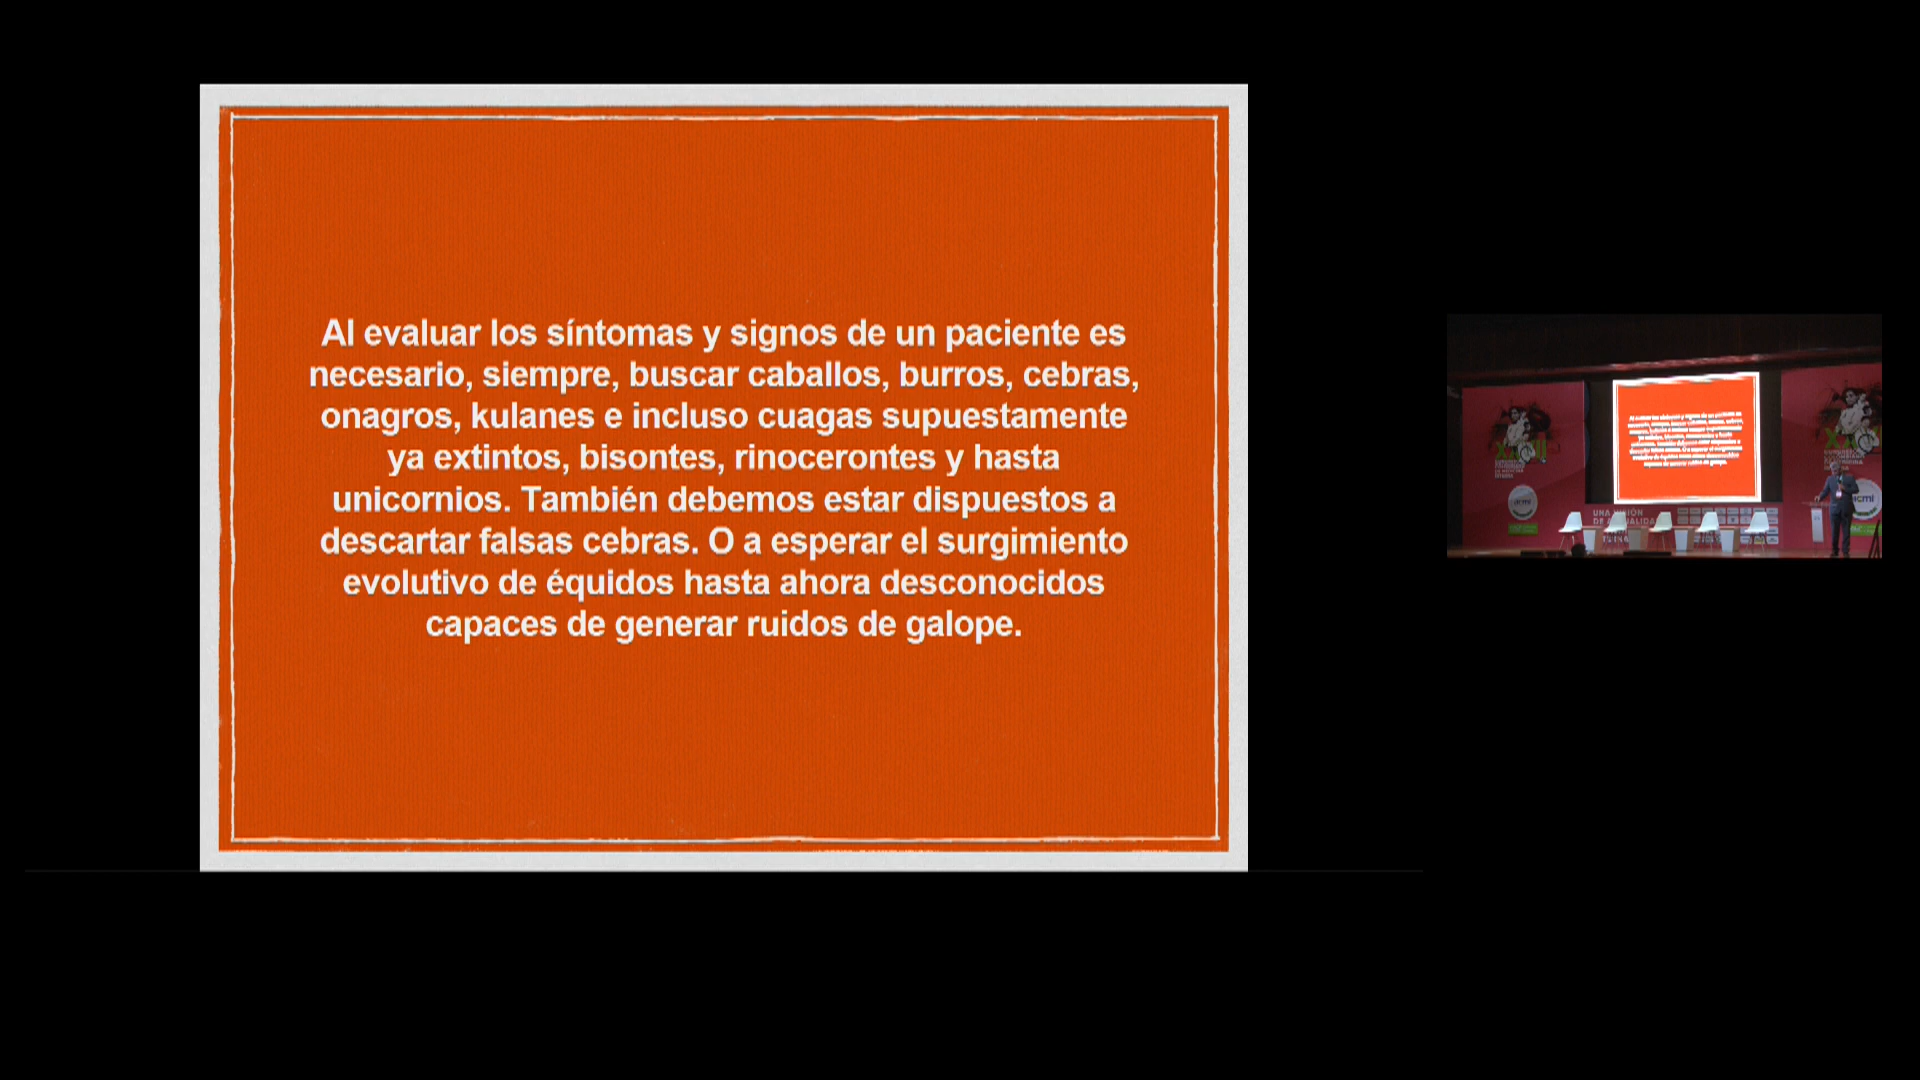 Al evaluar los síntomas y signos de un paciente es
necesario, siempre, buscar caballos, burros, cebras,
onagros, kulanes e incluso cuagas supuestamente
ya extintos, bisontes, rinocerontes y hasta
unicornios. También debemos estar dispuestos a
descartar falsas cebras. O a esperar el surgimiento
evolutivo de équidos hasta ahora desconocidos
capaces de generar ruidos de galope.